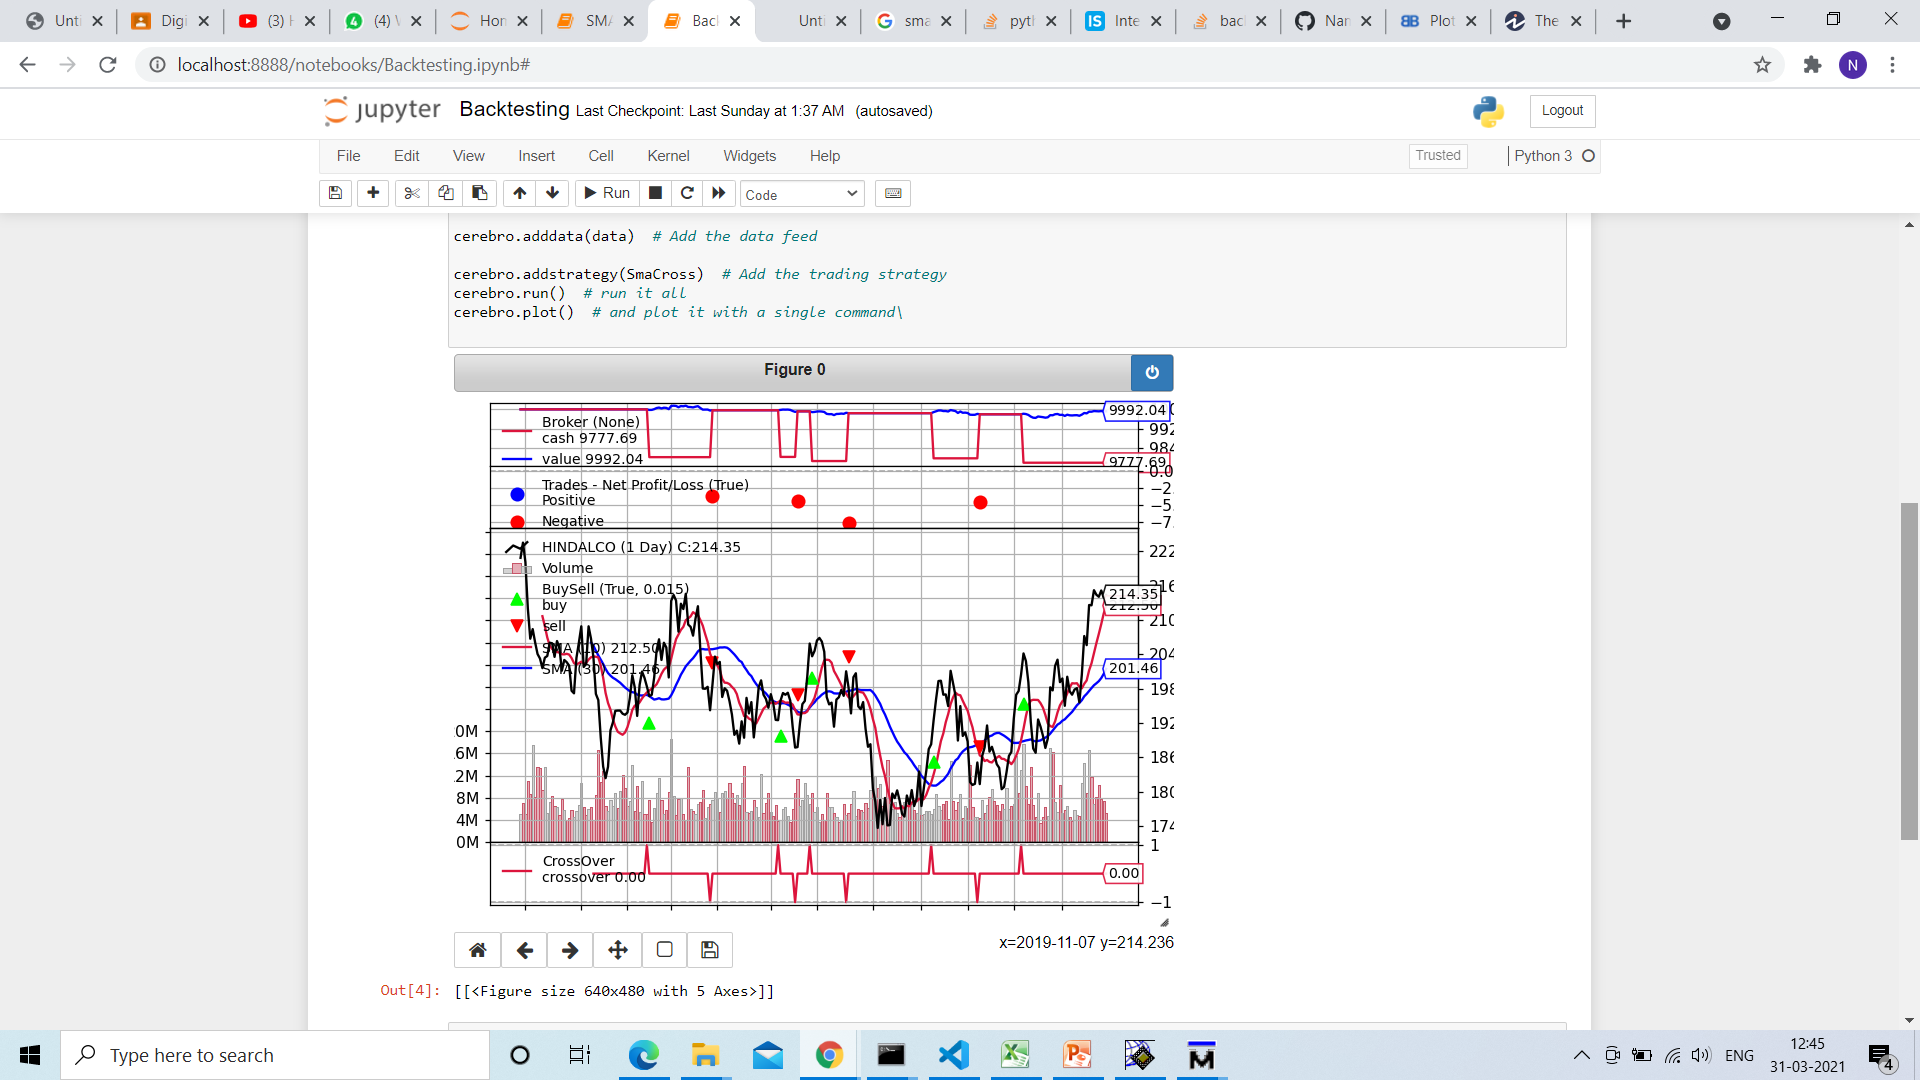 Unti
Digi
(3) H
(4) V
Hom
SMA
Bac
Unti
sma
pyth
IS Inte
bac
Nan
BB Plot
The
localhost:8888/notebooks/Backtesting.ipynb#
N
jupyter Backtesting Last Checkpoint: Last Sunday at 1:37 AM (autosaved)
Logout
File Edit View Insert Cell Kernel Widgets Help
Trusted
Python 3
Run
Code
cerebro.adddata(data)  # Add the data feed
cerebro.addstrategy(SmaCross)  # Add the trading strategy
cerebro.run()  # run it all
cerebro.plot()  # and plot it with a single command\
Figure 0
Broker (None)
cash 9777.69
value 9992.04
9992.04
992
984
9777.69
Trades - Net Profit/Loss (True)
Positive
Negative
0.0
−2.
−5.
−7.
HINDALCO (1 Day) C:214.35
Volume
BuySell (True, 0.015)
buy
sell
SMA (10) 212.50
SMA (30) 201.46
222
216
214.35
212.50
210
204
201.46
198
192
186
180
174
0M
6M
2M
8M
4M
0M
CrossOver
crossover 0.00
1
0.00
−1
x=2019-11-07 y=214.236
Out[4]: [[<Figure size 640x480 with 5 Axes>]]
Type here to search
ENG
12:45
31-03-2021
4